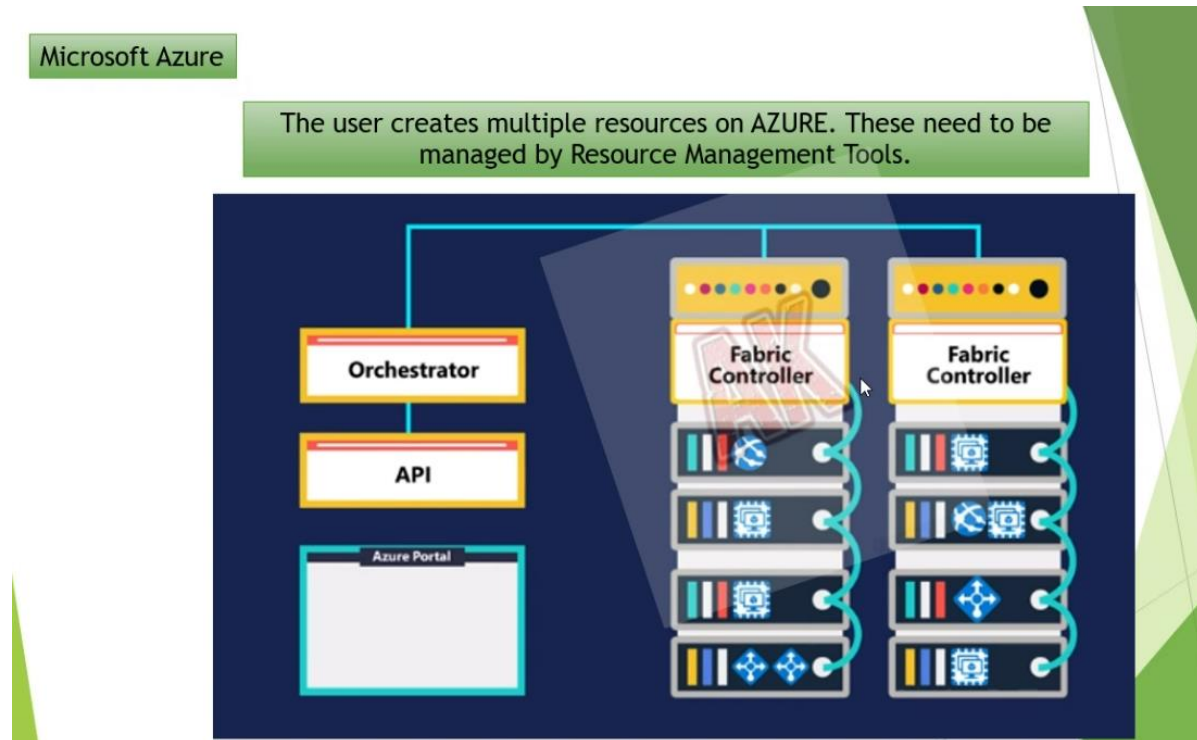 Microsoft Azure
The user creates multiple resources on AZURE. These need to be
managed by Resource Management Tools.
Orchestrator
API
Azure Portal
Fabric
Controller
Fabric
Controller
AK